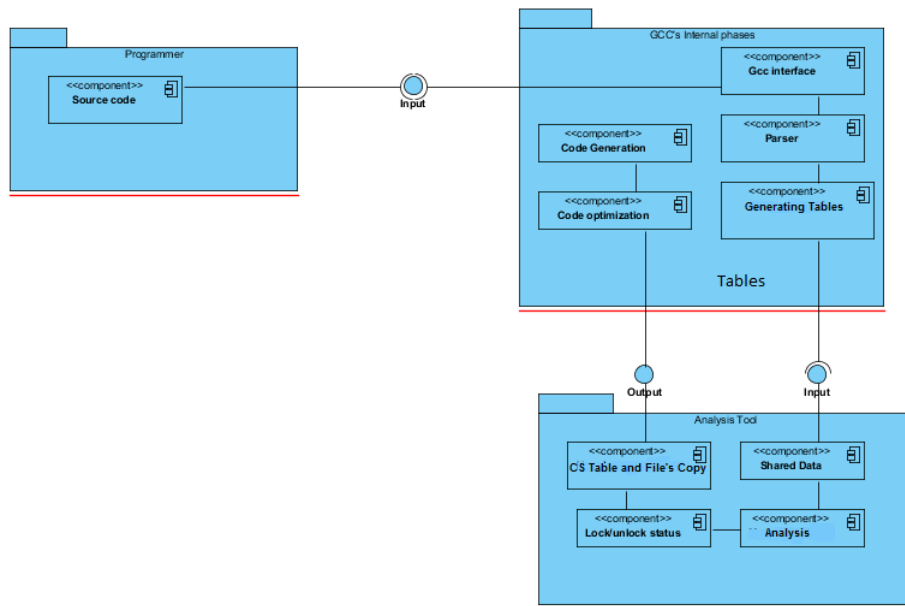 Programmer
<<component>>
Source code
Input
GCC's Internal phases
<<component>>
Gcc interface
<<component>>
Parser
<<component>>
Generating Tables
<<component>>
Code Generation
<<component>>
Code optimization
Tables
Output
Input
Analysis Tool
<<component>>
CS Table and File's Copy
<<component>>
Shared Data
<<component>>
Lock/unlock status
<<component>>
Analysis